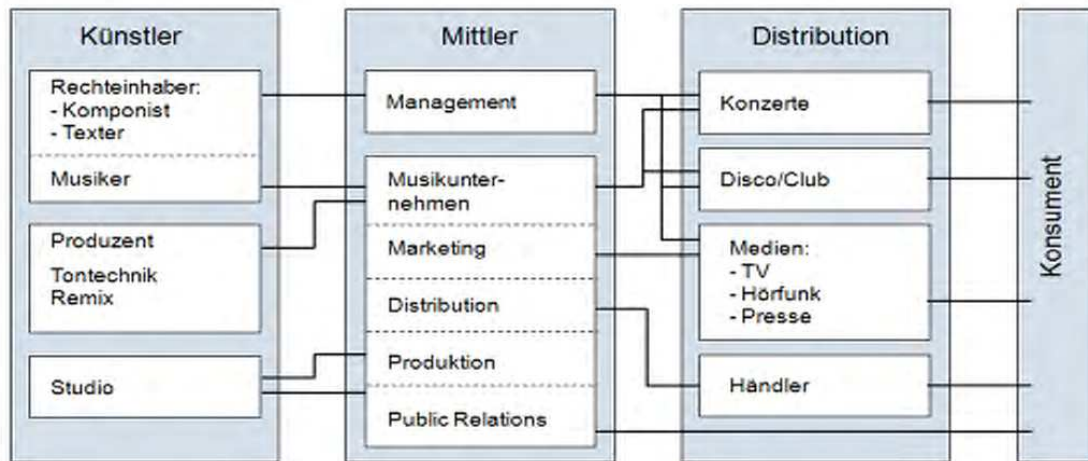 Künstler
Rechteinhaber:
- Komponist
- Texter
Musiker
Produzent
Tontechnik
Remix
Studio
Mittler
Management
Musikunter-
nehmen
Marketing
Distribution
Produktion
Public Relations
Distribution
Konzerte
Disco/Club
Medien:
- TV
- Hörfunk
- Presse
Händler
Konsument